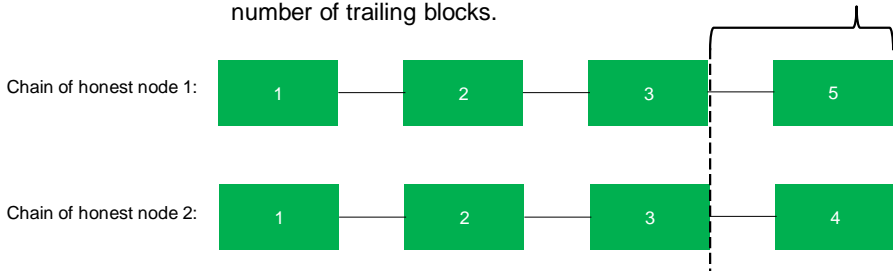 number of trailing blocks.
Chain of honest node 1:
1
2
3
5
Chain of honest node 2:
1
2
3
4